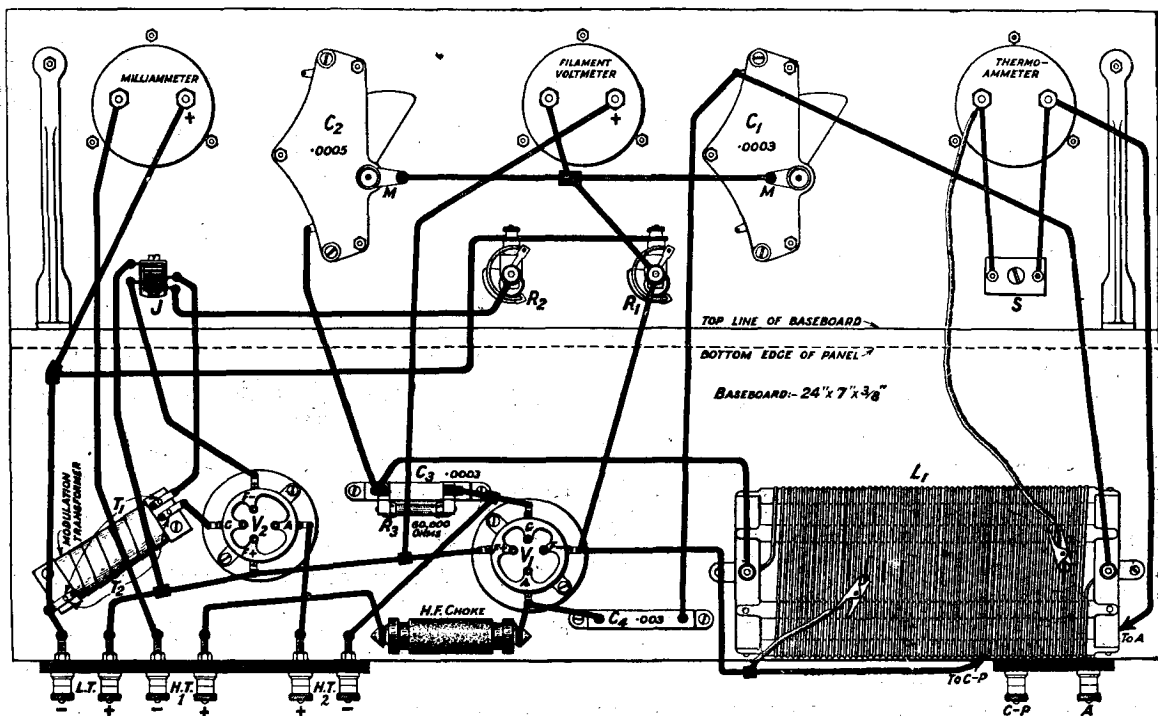 MILLIAMMETER
+
FILAMENT
VOLTMETER
+
THERMO-
AMMETER
C2
.0005
M
C1
.0003
M
J
R2
R1
S
TOP LINE OF BASEBOARD
BOTTOM EDGE OF PANEL
BASEBOARD:- 24" x 7" x 3/8"
MODULATION
TRANSFORMER
T1
T2
F-
G
V2
A
F+
C3 .0003
R3
60,000
OHMS
G
F+
V1
F-
A
L1
H.F. CHOKE
C4 .003
TO A
TO C-P
L.T.
H.T.
1
H.T.
2
-
+
-
+
+
-
C-P
A